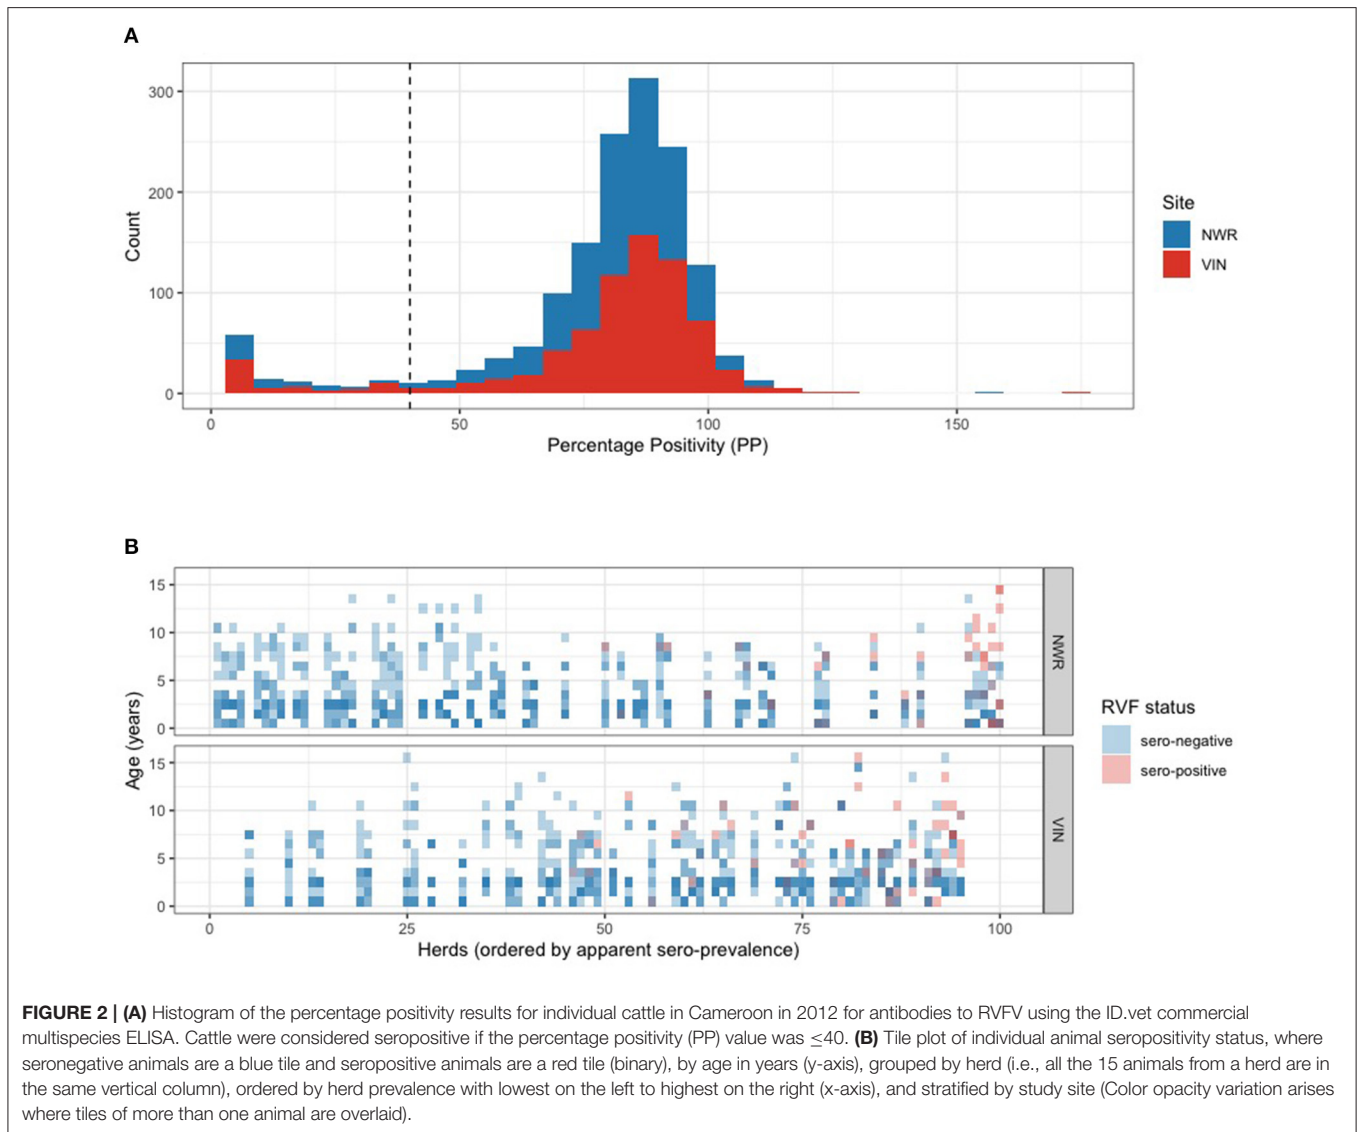 A
300
200
100
0
Count
0 50 100 150
Percentage Positivity (PP)
Site
NWR
VIN
B
15
10
5
0
NWR
15
10
5
0
VIN
Age (years)
0 25 50 75 100
Herds (ordered by apparent sero-prevalence)
RVF status
sero-negative
sero-positive
FIGURE 2 | (A) Histogram of the percentage positivity results for individual cattle in Cameroon in 2012 for antibodies to RVFV using the ID.vet commercial
multispecies ELISA. Cattle were considered seropositive if the percentage positivity (PP) value was ≤40. (B) Tile plot of individual animal seropositivity status, where
seronegative animals are a blue tile and seropositive animals are a red tile (binary), by age in years (y-axis), grouped by herd (i.e., all the 15 animals from a herd are in
the same vertical column), ordered by herd prevalence with lowest on the left to highest on the right (x-axis), and stratified by study site (Color opacity variation arises
where tiles of more than one animal are overlaid).